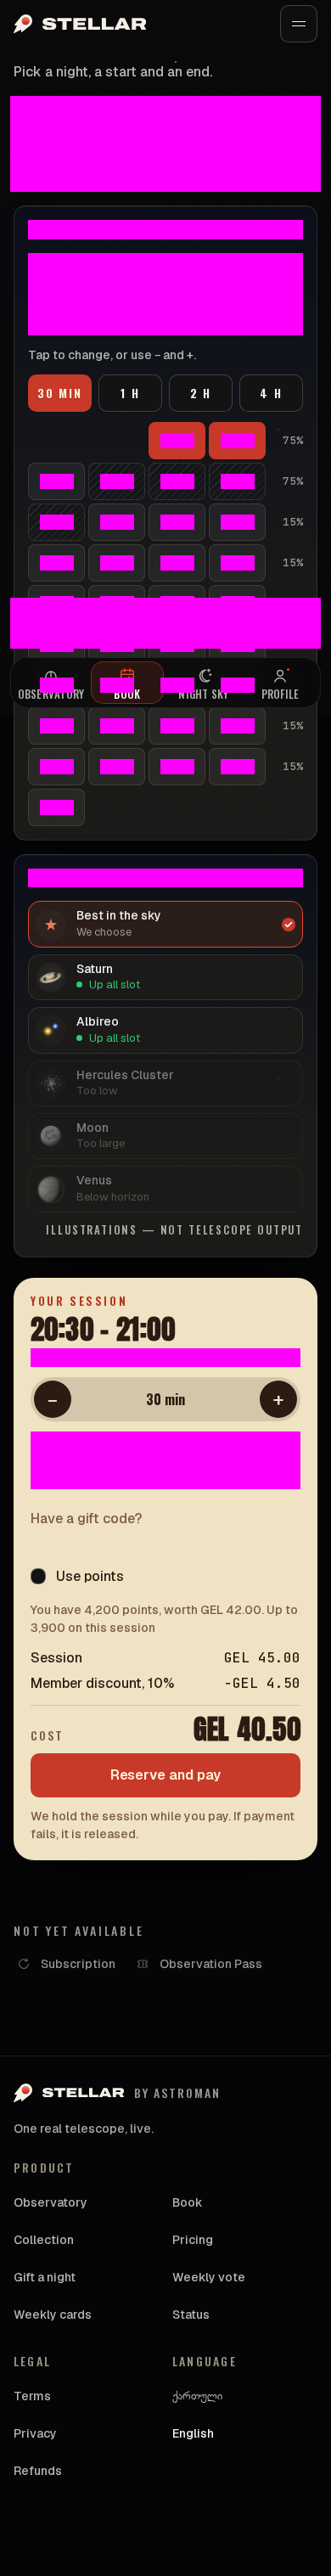 STELLAR
Pick a night, a start and an end.
Tap to change, or use – and +.
30 MIN
1 H
2 H
4 H
75%
75%
15%
15%
OBSERVATORY
BOOK
NIGHT SKY
PROFILE
15%
15%
Best in the sky
We choose
Saturn
Up all slot
Albireo
Up all slot
Hercules Cluster
Too low
Moon
Too large
Venus
Below horizon
ILLUSTRATIONS — NOT TELESCOPE OUTPUT
YOUR SESSION
20:30 – 21:00
–
30 min
+
Have a gift code?
Use points
You have 4,200 points, worth GEL 42.00. Up to
3,900 on this session
Session GEL 45.00
Member discount, 10% -GEL 4.50
COST GEL 40.50
Reserve and pay
We hold the session while you pay. If payment
fails, it is released.
NOT YET AVAILABLE
Subscription
Observation Pass
STELLAR BY ASTROMAN
One real telescope, live.
PRODUCT
Observatory
Book
Collection
Pricing
Gift a night
Weekly vote
Weekly cards
Status
LEGAL
LANGUAGE
Terms
ქართული
Privacy
English
Refunds